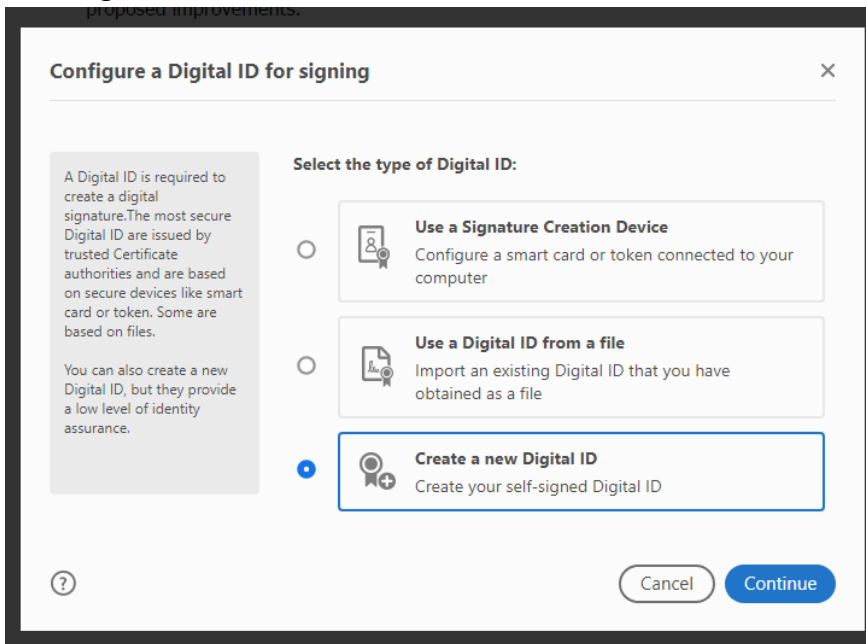 proposed improvements.
Configure a Digital ID for signing
A Digital ID is required to
create a digital
signature.The most secure
Digital ID are issued by
trusted Certificate
authorities and are based
on secure devices like smart
card or token. Some are
based on files.
You can also create a new
Digital ID, but they provide
a low level of identity
assurance.
Select the type of Digital ID:
Use a Signature Creation Device
Configure a smart card or token connected to your
computer
Use a Digital ID from a file
Import an existing Digital ID that you have
obtained as a file
Create a new Digital ID
Create your self-signed Digital ID
Cancel
Continue